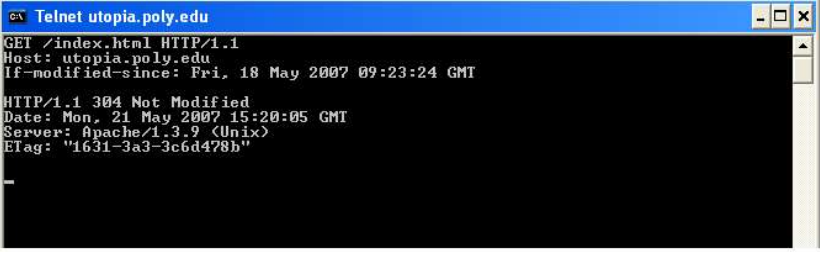 Telnet utopia.poly.edu
GET /index.html HTTP/1.1
Host: utopia.poly.edu
If-modified-since: Fri, 18 May 2007 09:23:24 GMT
HTTP/1.1 304 Not Modified
Date: Mon, 21 May 2007 15:20:05 GMT
Server: Apache/1.3.9 (Unix)
ETag: "1631-3a3-3c6d478b"